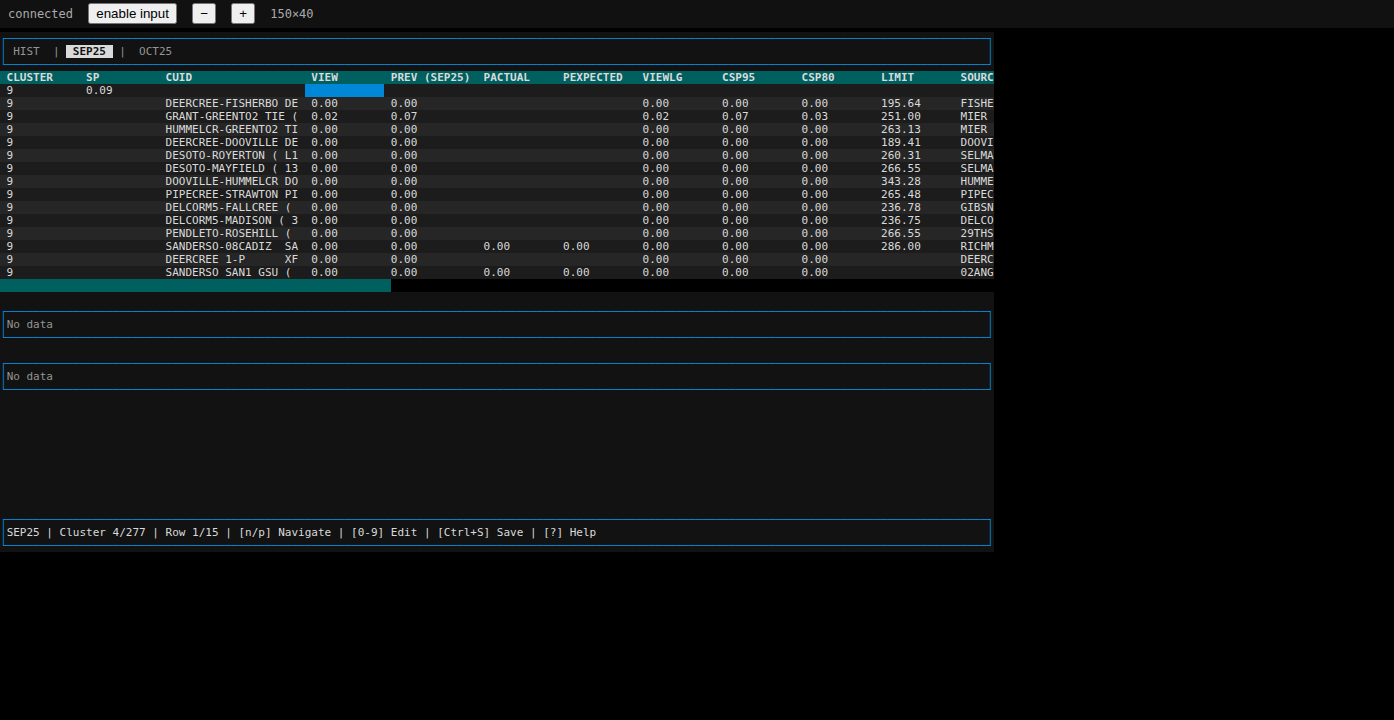 connected enable input − + 150×40
HIST | SEP25 | OCT25
CLUSTER SP CUID VIEW PREV (SEP25) PACTUAL PEXPECTED VIEWLG CSP95 CSP80 LIMIT SOURC
9 0.09
9 DEERCREE-FISHERBO DE 0.00 0.00 0.00 0.00 0.00 195.64 FISHE
9 GRANT-GREENTO2 TIE ( 0.02 0.07 0.02 0.07 0.03 251.00 MIER
9 HUMMELCR-GREENTO2 TI 0.00 0.00 0.00 0.00 0.00 263.13 MIER
9 DEERCREE-DOOVILLE DE 0.00 0.00 0.00 0.00 0.00 189.41 DOOVI
9 DESOTO-ROYERTON ( L1 0.00 0.00 0.00 0.00 0.00 260.31 SELMA
9 DESOTO-MAYFIELD ( 13 0.00 0.00 0.00 0.00 0.00 266.55 SELMA
9 DOOVILLE-HUMMELCR DO 0.00 0.00 0.00 0.00 0.00 343.28 HUMME
9 PIPECREE-STRAWTON PI 0.00 0.00 0.00 0.00 0.00 265.48 PIPEC
9 DELCORM5-FALLCREE ( 0.00 0.00 0.00 0.00 0.00 236.78 GIBSN
9 DELCORM5-MADISON ( 3 0.00 0.00 0.00 0.00 0.00 236.75 DELCO
9 PENDLETO-ROSEHILL ( 0.00 0.00 0.00 0.00 0.00 266.55 29THS
9 SANDERSO-08CADIZ SA 0.00 0.00 0.00 0.00 0.00 0.00 0.00 286.00 RICHM
9 DEERCREE 1-P XF 0.00 0.00 0.00 0.00 0.00 DEERC
9 SANDERSO SAN1 GSU ( 0.00 0.00 0.00 0.00 0.00 0.00 0.00 02ANG
No data
No data
SEP25 | Cluster 4/277 | Row 1/15 | [n/p] Navigate | [0-9] Edit | [Ctrl+S] Save | [?] Help